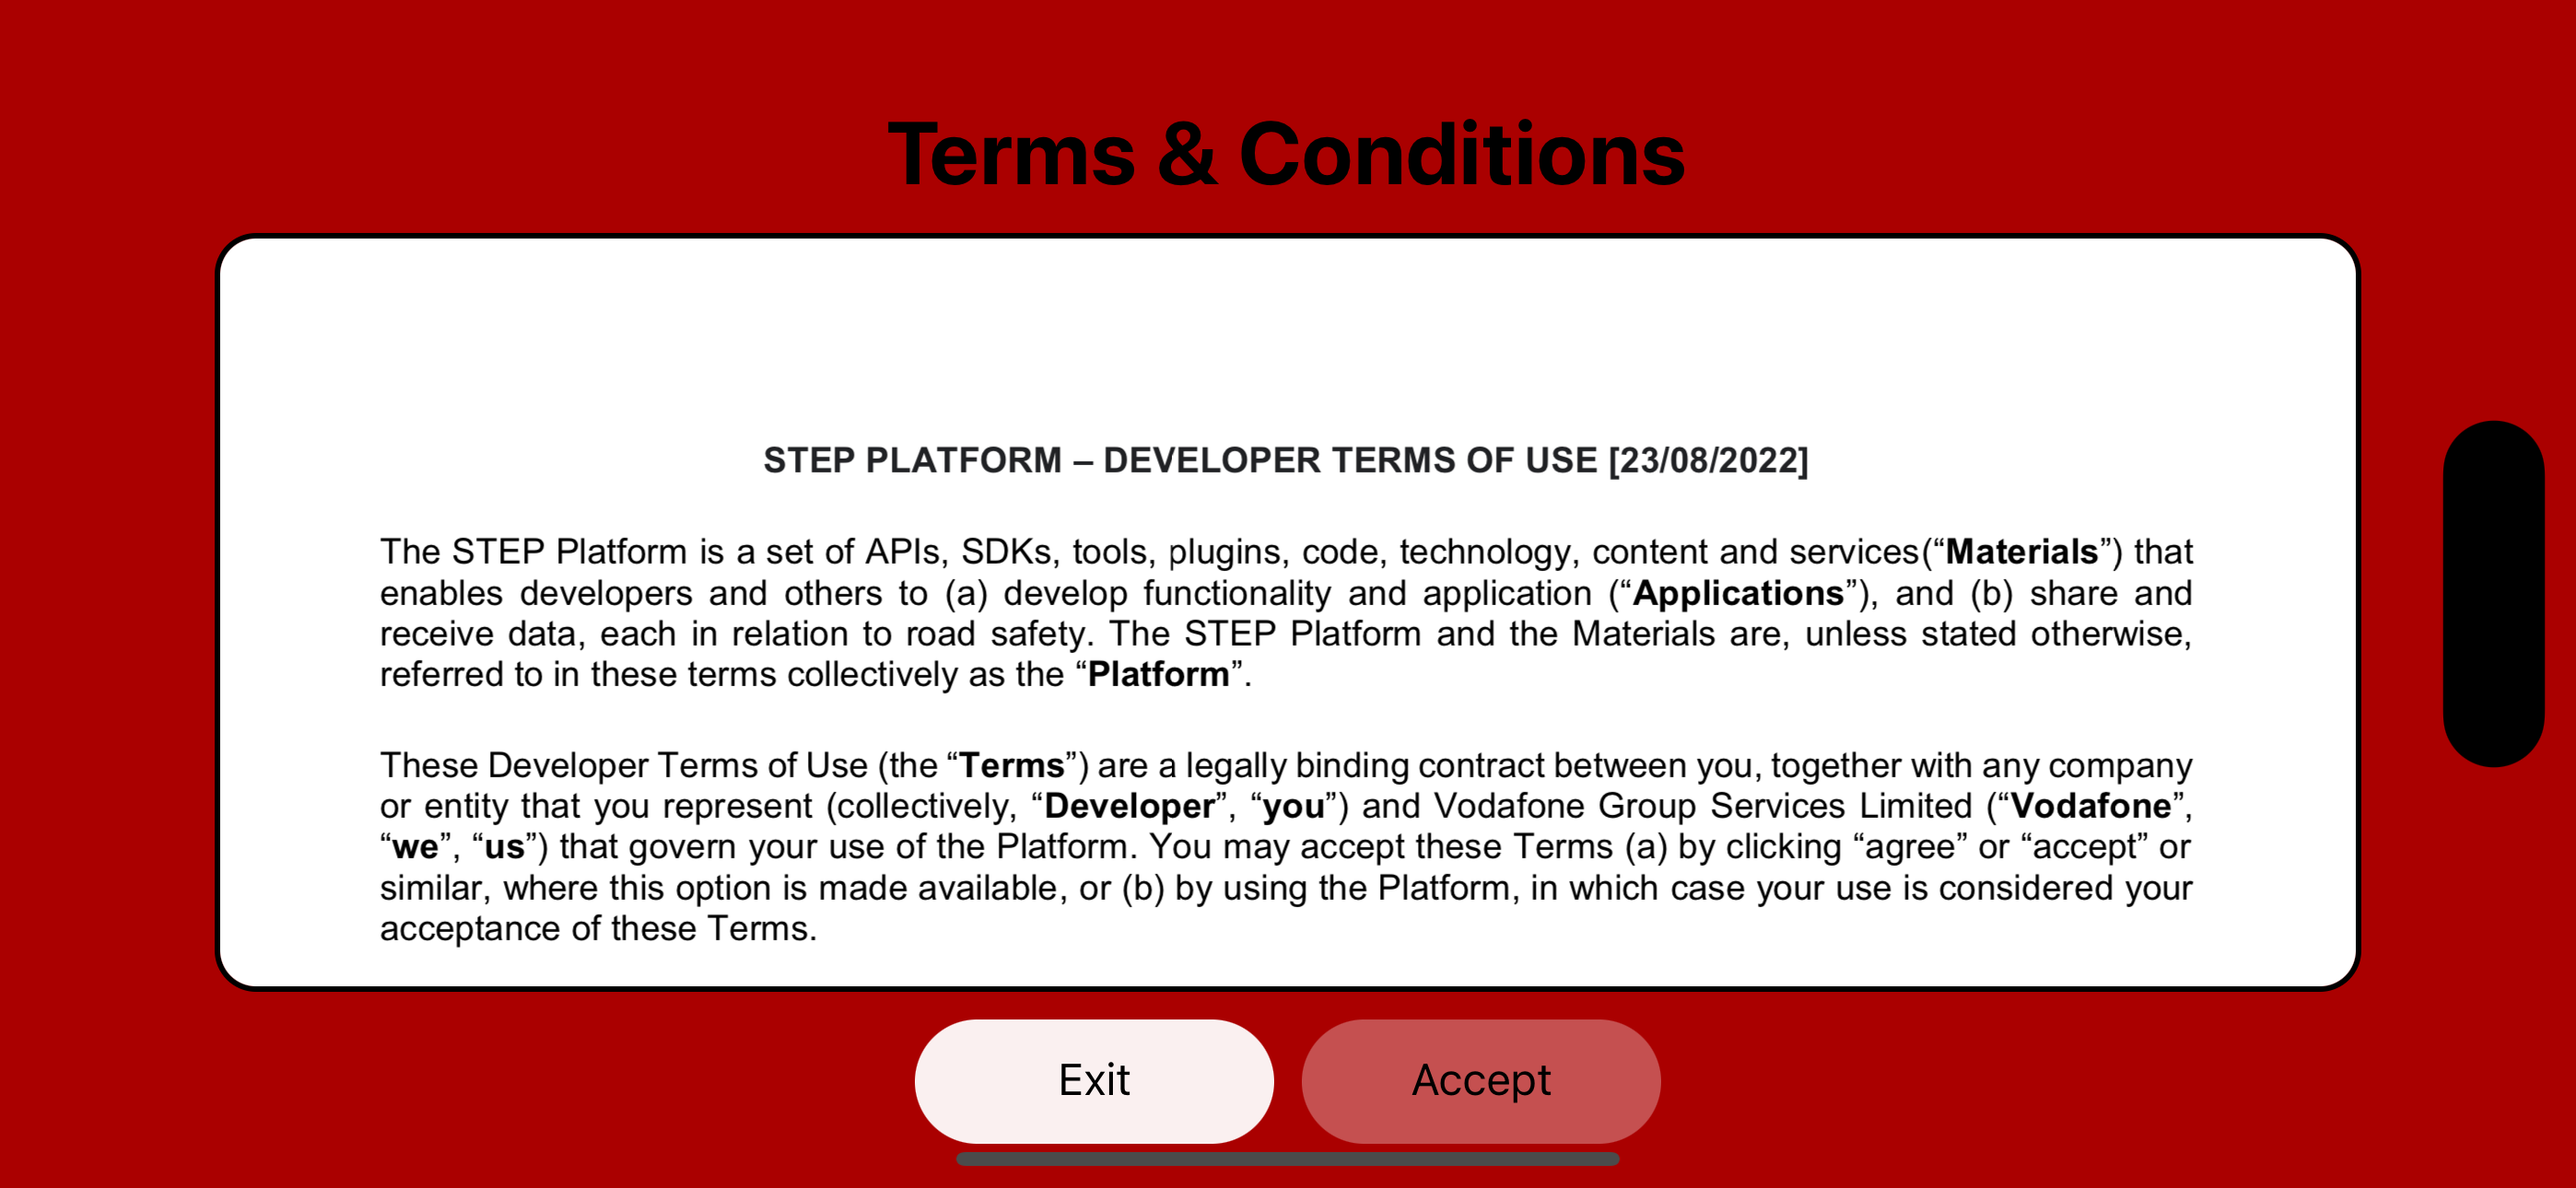 Terms & Conditions
STEP PLATFORM – DEVELOPER TERMS OF USE [23/08/2022]
The STEP Platform is a set of APIs, SDKs, tools, plugins, code, technology, content and services(“Materials”) that
enables developers and others to (a) develop functionality and application (“Applications”), and (b) share and
receive data, each in relation to road safety. The STEP Platform and the Materials are, unless stated otherwise,
referred to in these terms collectively as the “Platform”.
These Developer Terms of Use (the “Terms”) are a legally binding contract between you, together with any company
or entity that you represent (collectively, “Developer”, “you”) and Vodafone Group Services Limited (“Vodafone”,
“we”, “us”) that govern your use of the Platform. You may accept these Terms (a) by clicking “agree” or “accept” or
similar, where this option is made available, or (b) by using the Platform, in which case your use is considered your
acceptance of these Terms.
Exit
Accept